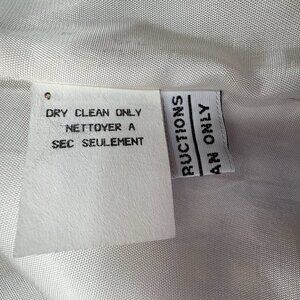 DRY CLEAN ONLY
NETTOYER A
SEC SEULEMENT
RUCTIONS
AN ONLY